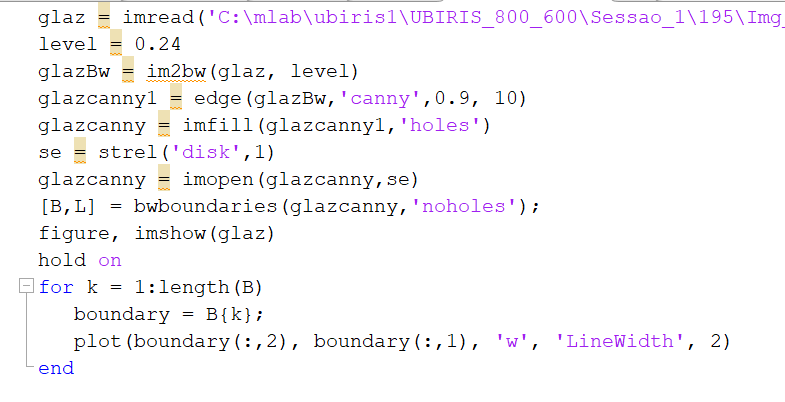 glaz = imread('C:\mlab\ubiris1\UBIRIS_800_600\Sessao_1\195\Img_
level = 0.24
glazBw = im2bw(glaz, level)
glazcanny1 = edge(glazBw,'canny',0.9, 10)
glazcanny = imfill(glazcanny1,'holes')
se = strel('disk',1)
glazcanny = imopen(glazcanny,se)
[B,L] = bwboundaries(glazcanny,'noholes');
figure, imshow(glaz)
hold on
for k = 1:length(B)
   boundary = B{k};
   plot(boundary(:,2), boundary(:,1), 'w', 'LineWidth', 2)
end